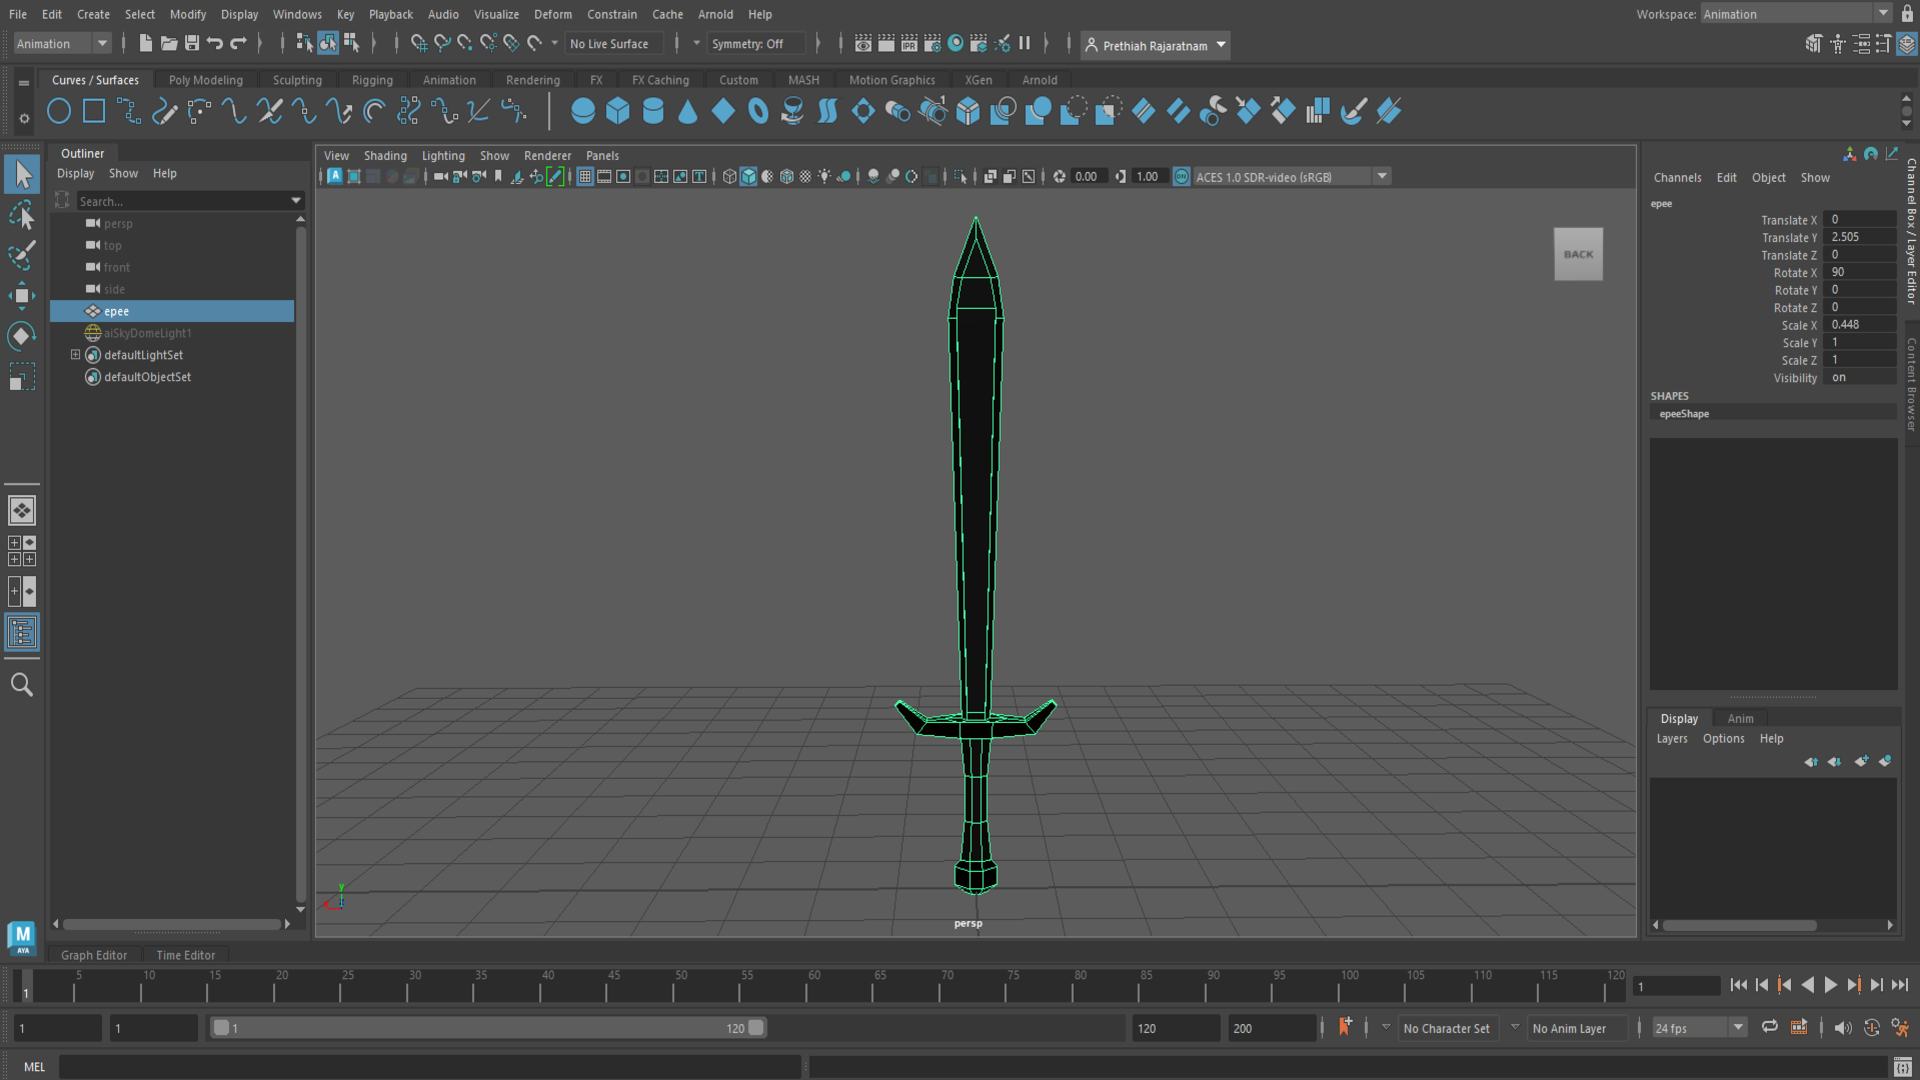 File Edit Create Select Modify Display Windows Key Playback Audio Visualize Deform Constrain Cache Arnold Help
Workspace: Animation
Animation
No Live Surface
Symmetry: Off
IPR
Prethiah Rajaratnam
Curves / Surfaces Poly Modeling Sculpting Rigging Animation Rendering FX FX Caching Custom MASH Motion Graphics XGen Arnold
Outliner
Display Show Help
Search...
persp
top
front
side
epee
aiSkyDomeLight1
defaultLightSet
defaultObjectSet
View Shading Lighting Show Renderer Panels
0.00
1.00
ACES 1.0 SDR-video (sRGB)
BACK
y
persp
Channels Edit Object Show
epee
Translate X 0
Translate Y 2.505
Translate Z 0
Rotate X 90
Rotate Y 0
Rotate Z 0
Scale X 0.448
Scale Y 1
Scale Z 1
Visibility on
SHAPES
epeeShape
Channel Box / Layer Editor
Content Browser
Display Anim
Layers Options Help
M
AYA
Graph Editor Time Editor
5 10 15 20 25 30 35 40 45 50 55 60 65 70 75 80 85 90 95 100 105 110 115 120
1
1
1
1
1
120
120
200
No Character Set
No Anim Layer
24 fps
MEL